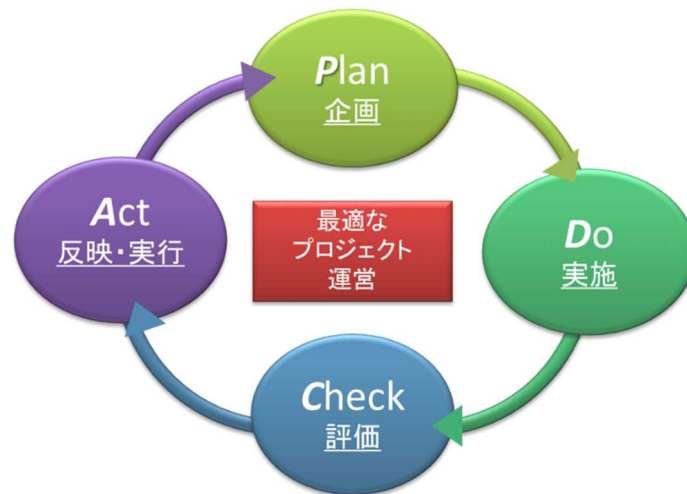 Plan
企画
Act
反映・実行
最適な
プロジェクト
運営
Do
実施
Check
評価